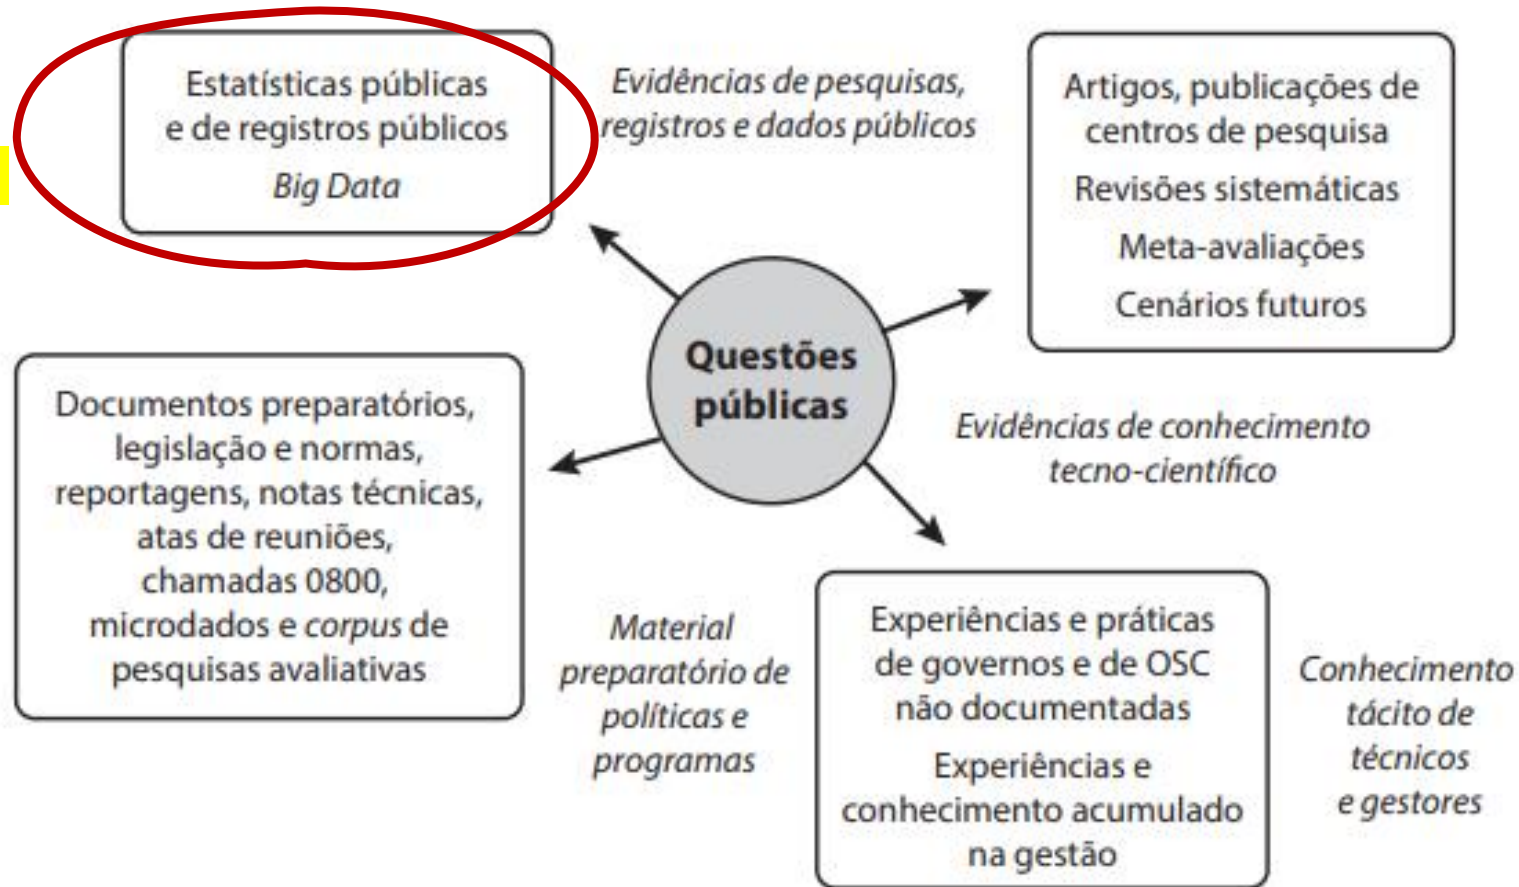 Estatísticas públicas
e de registros públicos
Big Data
Evidências de pesquisas,
registros e dados públicos
Artigos, publicações de
centros de pesquisa
Revisões sistemáticas
Meta-avaliações
Cenários futuros
Questões
públicas
Evidências de conhecimento
tecno-científico
Documentos preparatórios,
legislação e normas,
reportagens, notas técnicas,
atas de reuniões,
chamadas 0800,
microdados e corpus de
pesquisas avaliativas
Material
preparatório de
políticas e
programas
Experiências e práticas
de governos e de OSC
não documentadas
Experiências e
conhecimento acumulado
na gestão
Conhecimento
tácito de
técnicos
e gestores